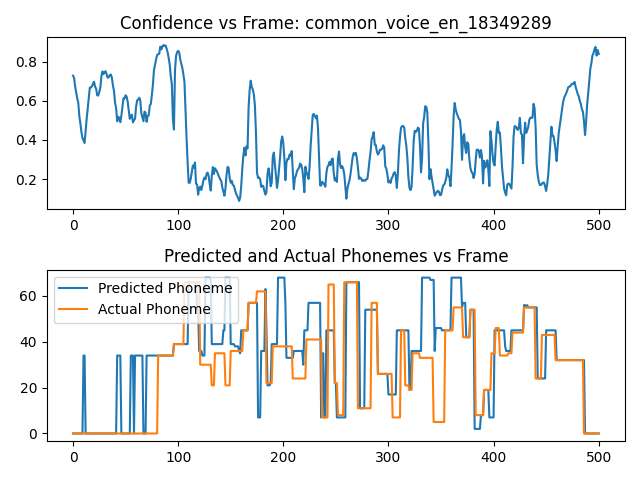 Confidence vs Frame: common_voice_en_18349289
0.8
0.6
0.4
0.2
0 100 200 300 400 500
Predicted and Actual Phonemes vs Frame
Predicted Phoneme
Actual Phoneme
60
40
20
0
0 100 200 300 400 500